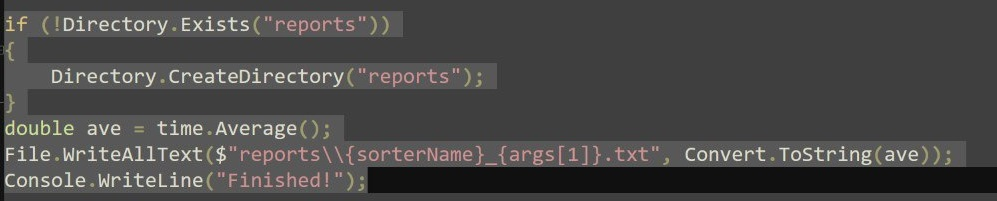 if (!Directory.Exists("reports"))
{
    Directory.CreateDirectory("reports");
}
double ave = time.Average();
File.WriteAllText($"reports\\{sorterName}_{args[1]}.txt", Convert.ToString(ave));
Console.WriteLine("Finished!");